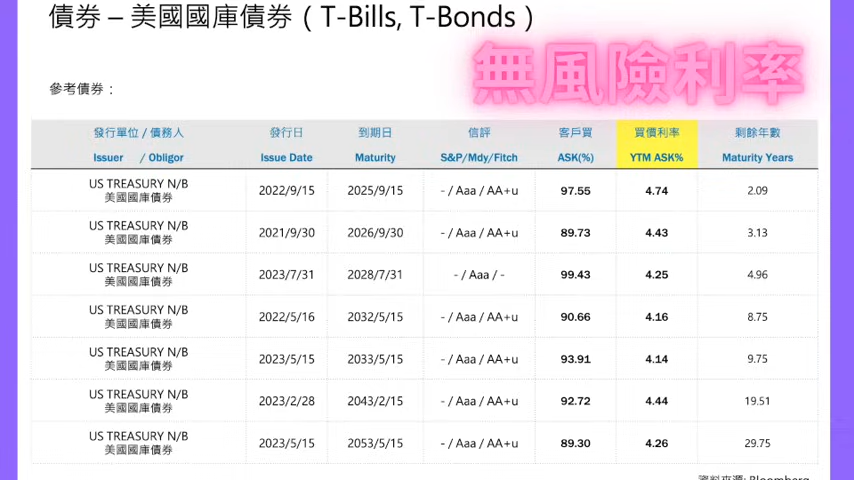 債券 – 美國國庫債券（T-Bills, T-Bonds）
無風險利率
參考債券：
發行單位 / 債務人 發行日 到期日 信評 客戶買 買價利率 剩餘年數
Issuer / Obligor Issue Date Maturity S&P/Mdy/Fitch ASK(%) YTM ASK% Maturity Years
US TREASURY N/B
美國國庫債券 2022/9/15 2025/9/15 - / Aaa / AA+u 97.55 4.74 2.09
US TREASURY N/B
美國國庫債券 2021/9/30 2026/9/30 - / Aaa / AA+u 89.73 4.43 3.13
US TREASURY N/B
美國國庫債券 2023/7/31 2028/7/31 - / Aaa / - 99.43 4.25 4.96
US TREASURY N/B
美國國庫債券 2022/5/16 2032/5/15 - / Aaa / AA+u 90.66 4.16 8.75
US TREASURY N/B
美國國庫債券 2023/5/15 2033/5/15 - / Aaa / AA+u 93.91 4.14 9.75
US TREASURY N/B
美國國庫債券 2023/2/28 2043/2/15 - / Aaa / AA+u 92.72 4.44 19.51
US TREASURY N/B
美國國庫債券 2023/5/15 2053/5/15 - / Aaa / AA+u 89.30 4.26 29.75
資料來源: Bloomberg